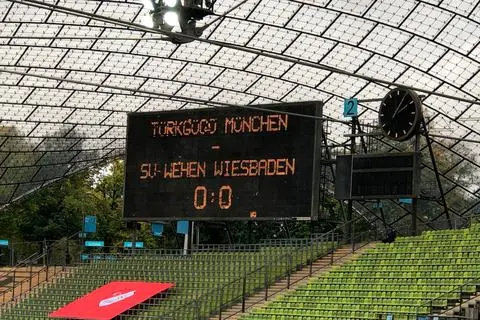 TÜRKGÜCÜ MÜNCHEN
-
SV-WEHEN WIESBADEN
0:0
2